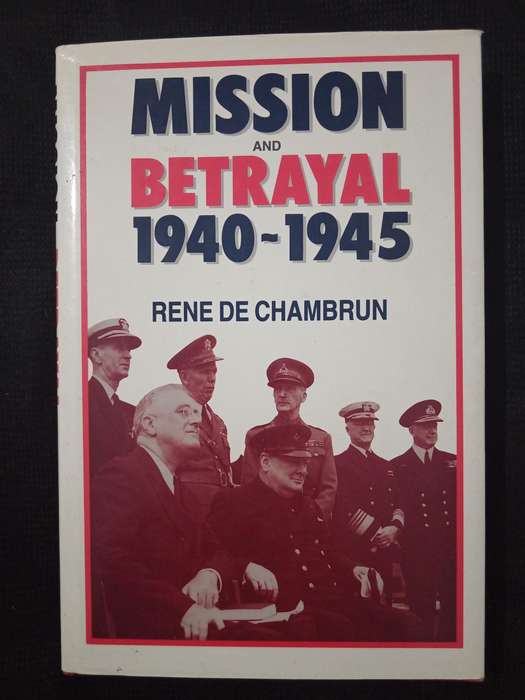 MISSION
AND
BETRAYAL
1940~1945
RENE DE CHAMBRUN